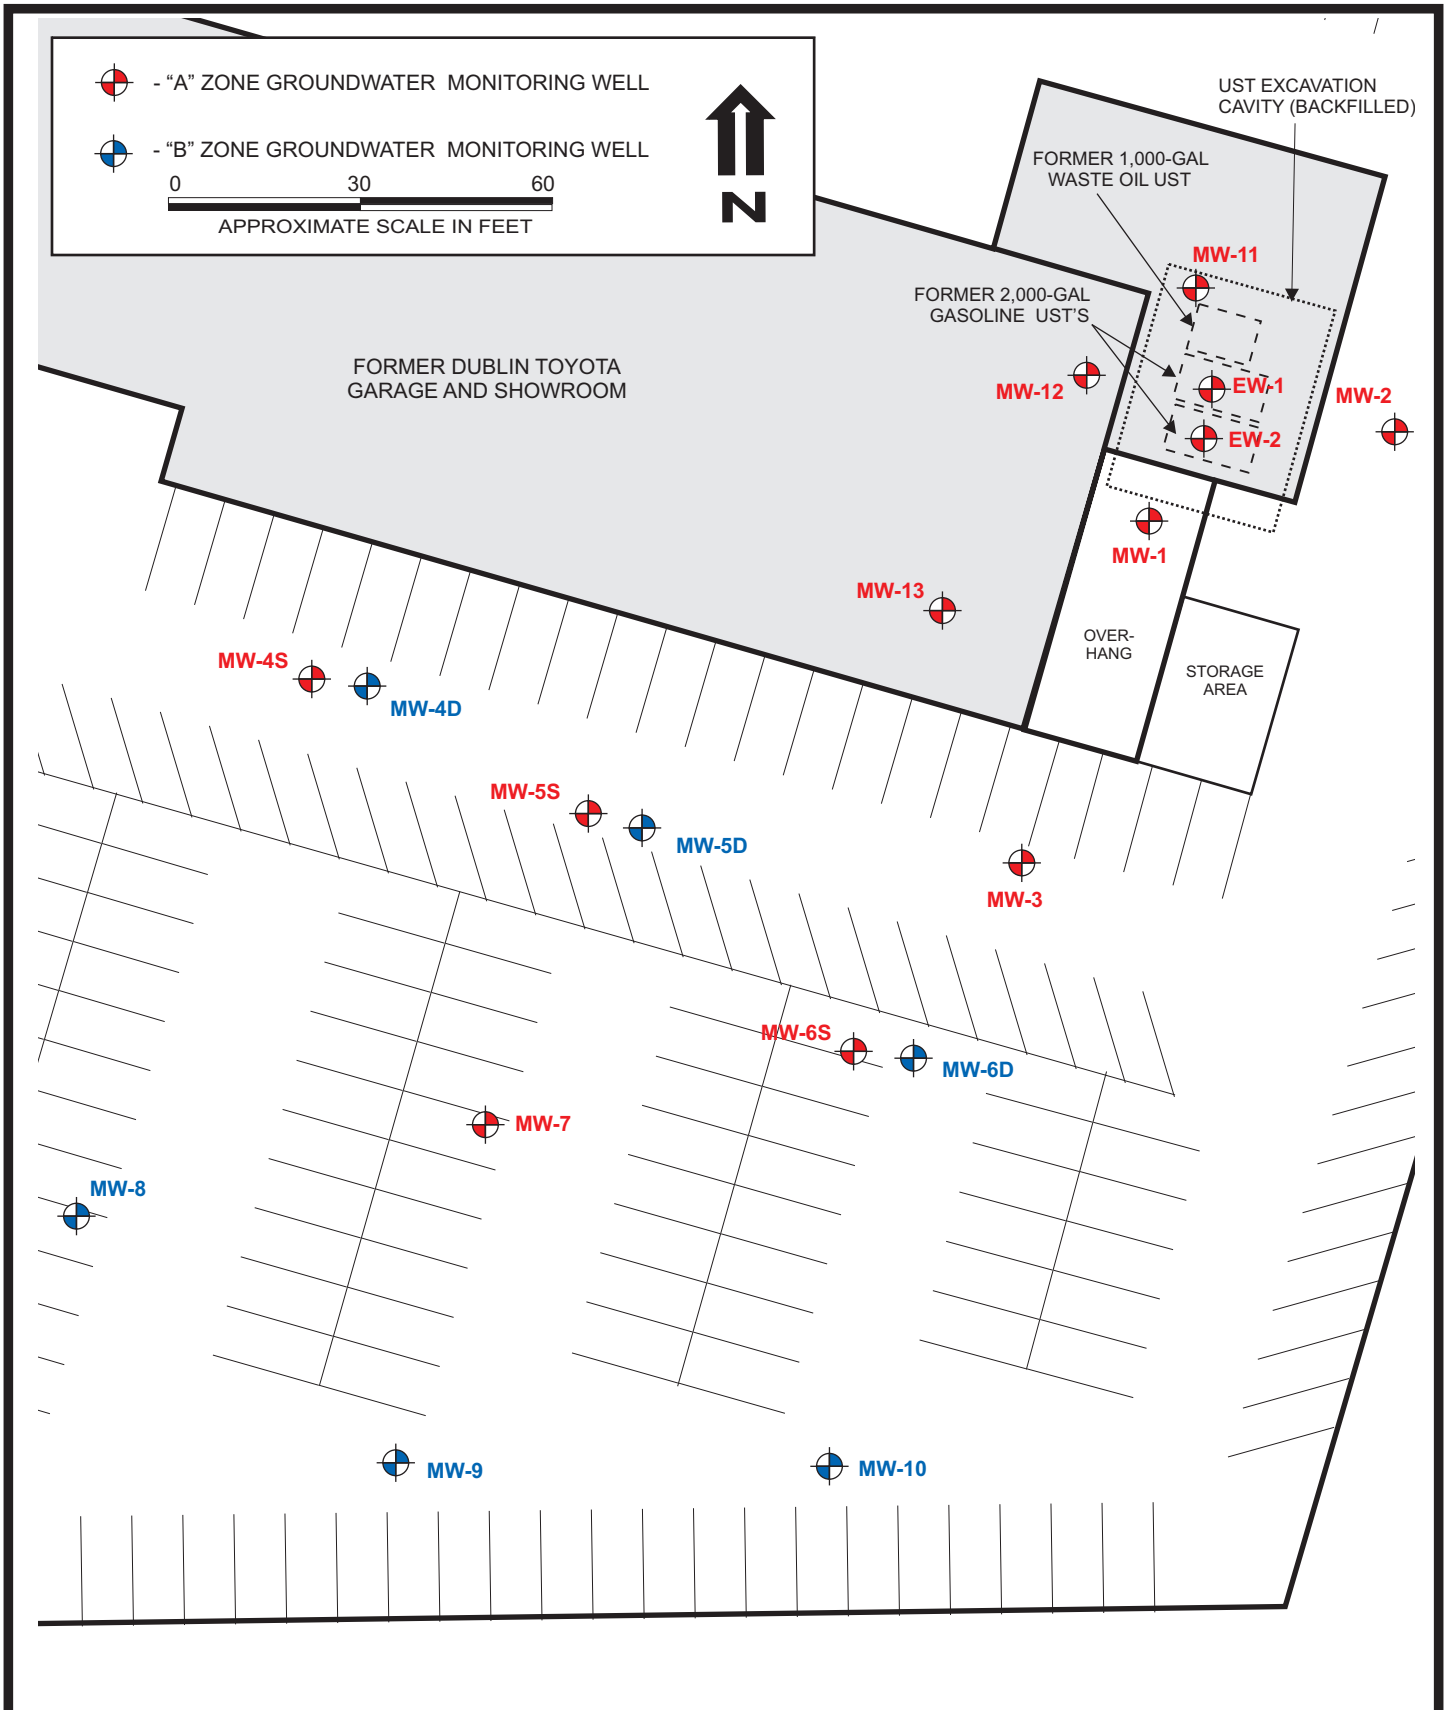 - “A” ZONE GROUNDWATER MONITORING WELL
- “B” ZONE GROUNDWATER MONITORING WELL
0 30 60
APPROXIMATE SCALE IN FEET
N
UST EXCAVATION
CAVITY (BACKFILLED)
FORMER 1,000-GAL
WASTE OIL UST
MW-11
FORMER 2,000-GAL
GASOLINE UST'S
FORMER DUBLIN TOYOTA
GARAGE AND SHOWROOM
MW-12
EW-1
MW-2
EW-2
MW-1
MW-13
OVER-
HANG
STORAGE
AREA
MW-4S
MW-4D
MW-5S
MW-5D
MW-3
MW-6S
MW-6D
MW-7
MW-8
MW-9
MW-10